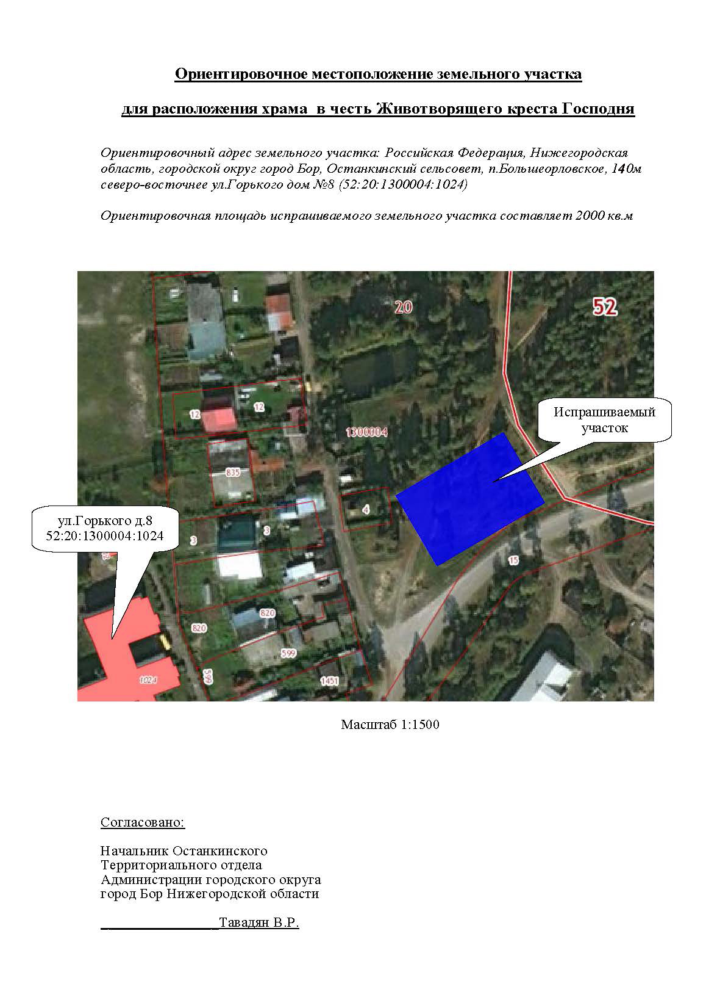 Ориентировочное местоположение земельного участка
для расположения храма в честь Животворящего креста Господня
Ориентировочный адрес земельного участка: Российская Федерация, Нижегородская
область, городской округ город Бор, Останкинский сельсовет, п.Большеорловское, 140м
северо-восточнее ул.Горького дом №8 (52:20:1300004:1024)
Ориентировочная площадь испрашиваемого земельного участка составляет 2000 кв.м
20
52
Испрашиваемый
участок
12
12
1300004
835
4
ул.Горького д.8
52:20:1300004:1024
3
3
15
820
820
599
599
1024
1451
Масштаб 1:1500
Согласовано:
Начальник Останкинского
Территориального отдела
Администрации городского округа
город Бор Нижегородской области
________________Тавадян В.Р.